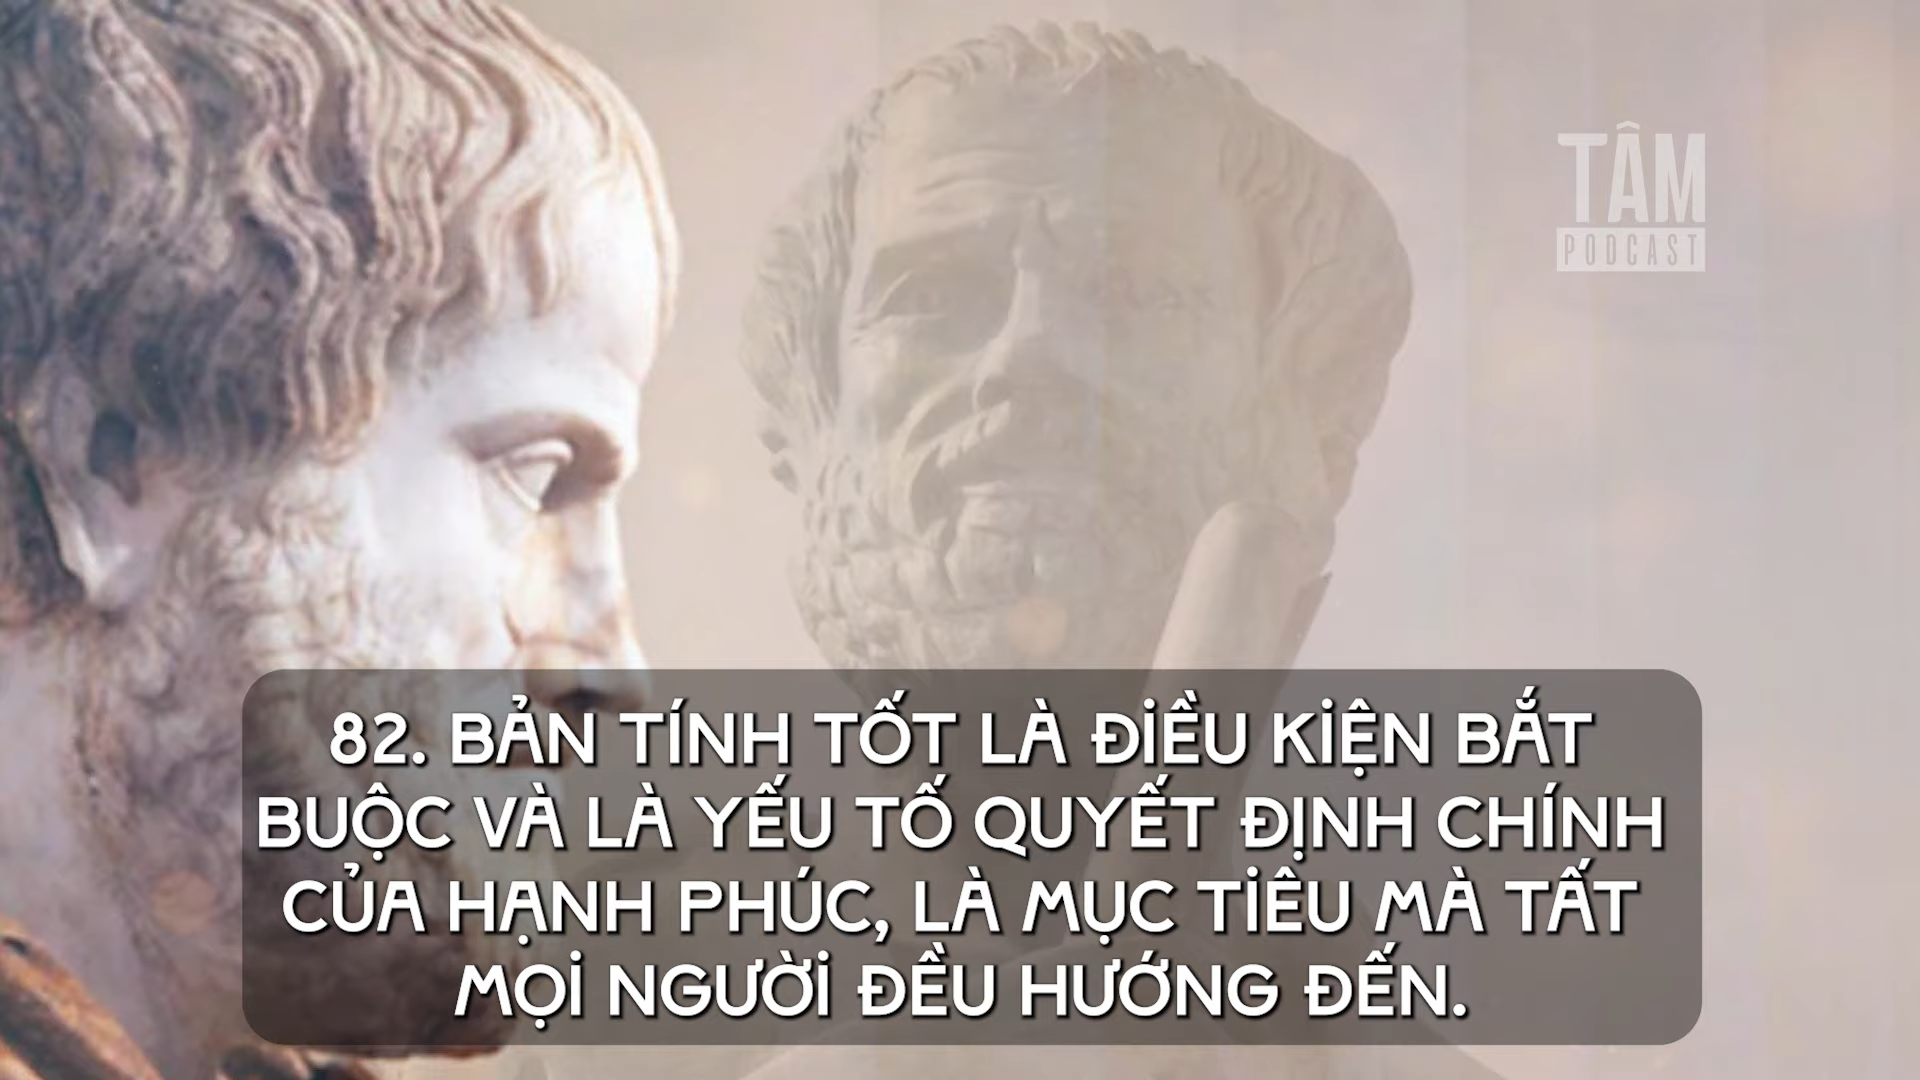 TÂM
PODCAST
82. BẢN TÍNH TỐT LÀ ĐIỀU KIỆN BẮT
BUỘC VÀ LÀ YẾU TỐ QUYẾT ĐỊNH CHÍNH
CỦA HẠNH PHÚC, LÀ MỤC TIÊU MÀ TẤT
MỌI NGƯỜI ĐỀU HƯỚNG ĐẾN.